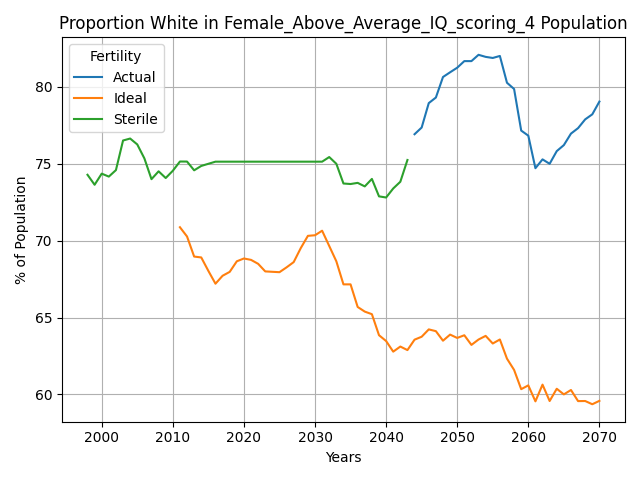 Proportion White in Female_Above_Average_IQ_scoring_4 Population
Fertility
Actual
Ideal
Sterile
% of Population
80
75
70
65
60
2000 2010 2020 2030 2040 2050 2060 2070
Years